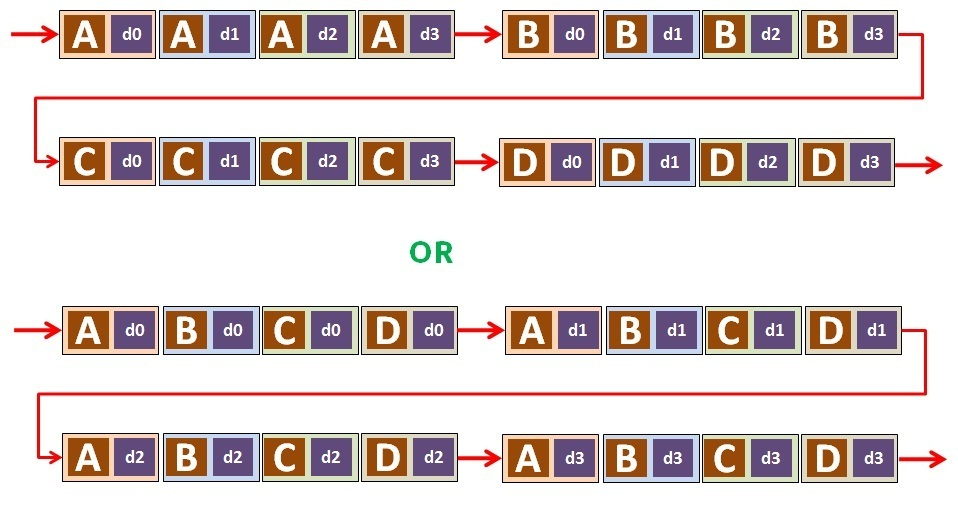 A d0 A d1 A d2 A d3 B d0 B d1 B d2 B d3
C d0 C d1 C d2 C d3 D d0 D d1 D d2 D d3
OR
A d0 B d0 C d0 D d0 A d1 B d1 C d1 D d1
A d2 B d2 C d2 D d2 A d3 B d3 C d3 D d3